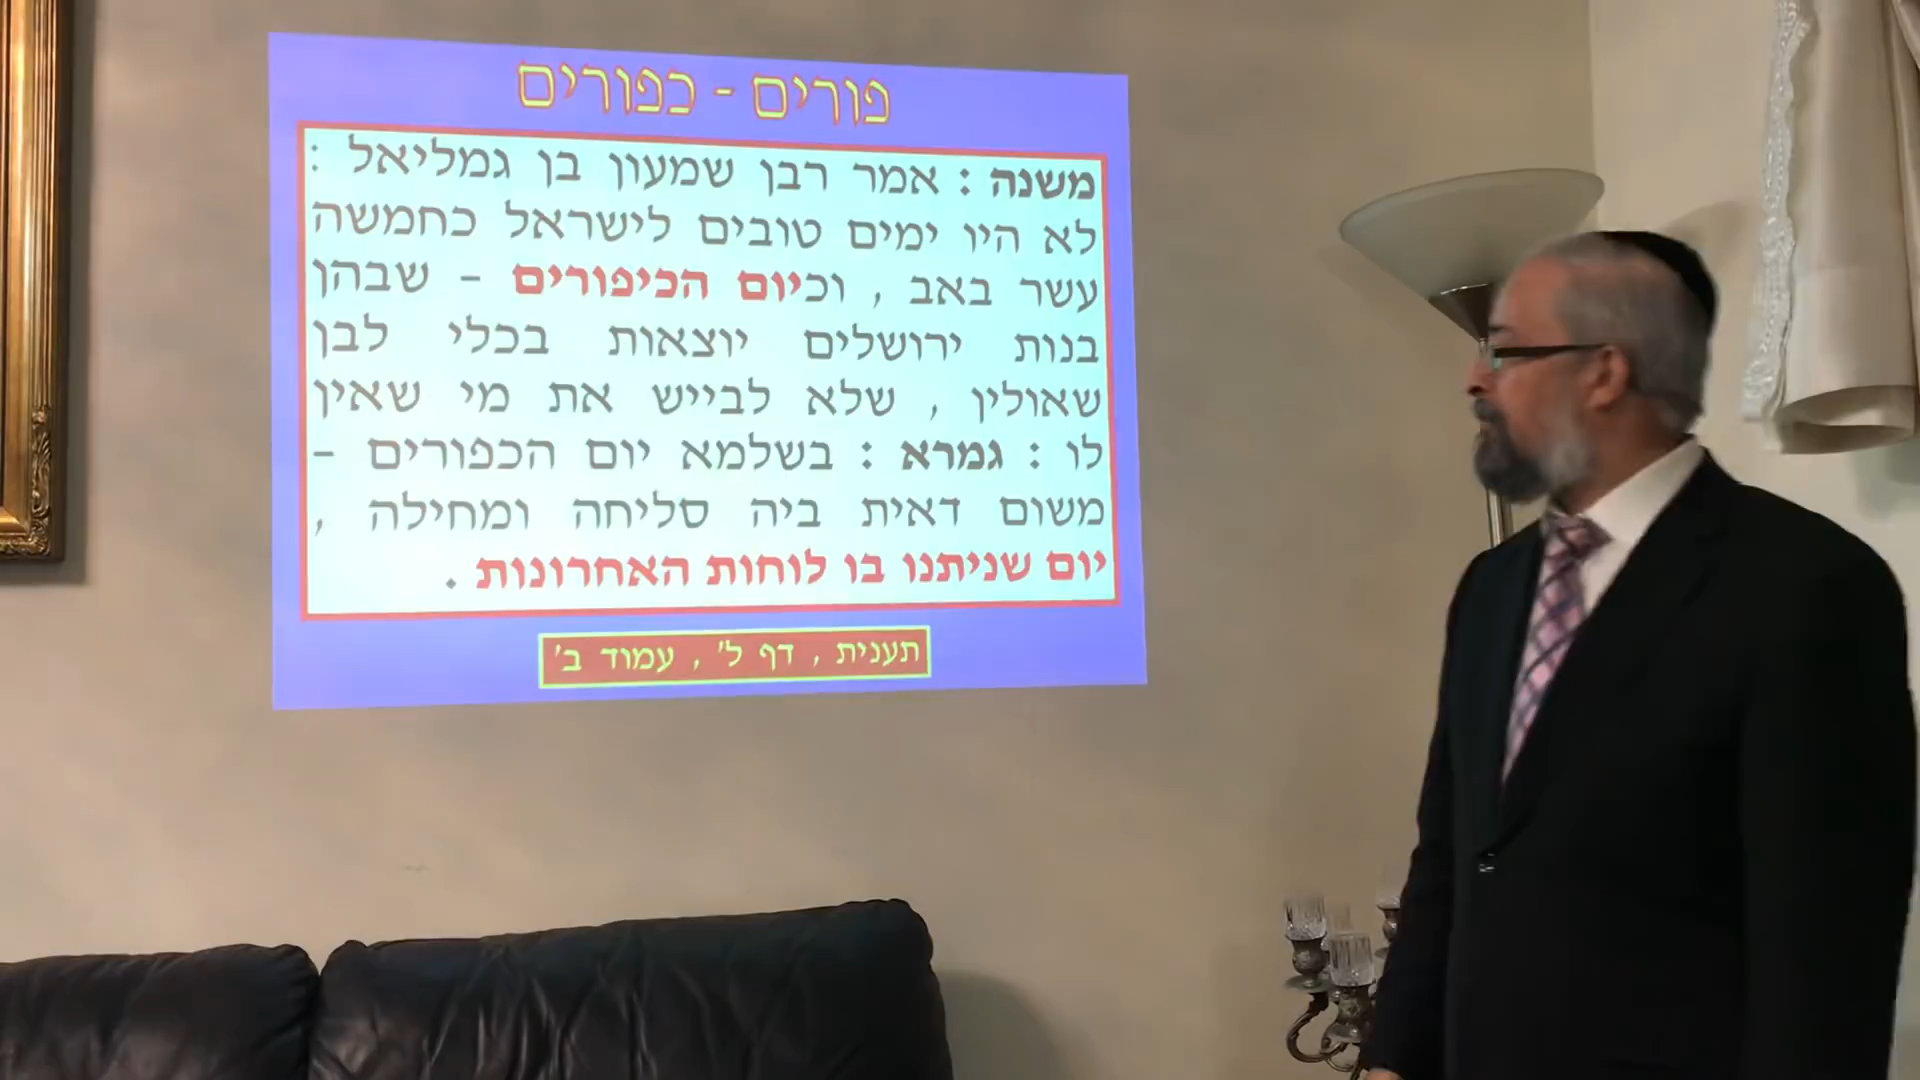 פורים - כפורים
משנה : אמר רבן שמעון בן גמליאל :
לא היו ימים טובים לישראל כחמשה
עשר באב , וכיום הכיפורים – שבהן
בנות ירושלים יוצאות בכלי לבן
שאולין , שלא לבייש את מי שאין
לו : גמרא : בשלמא יום הכפורים –
משום דאית ביה סליחה ומחילה ,
יום שניתנו בו לוחות האחרונות .
תענית , דף ל' , עמוד ב'